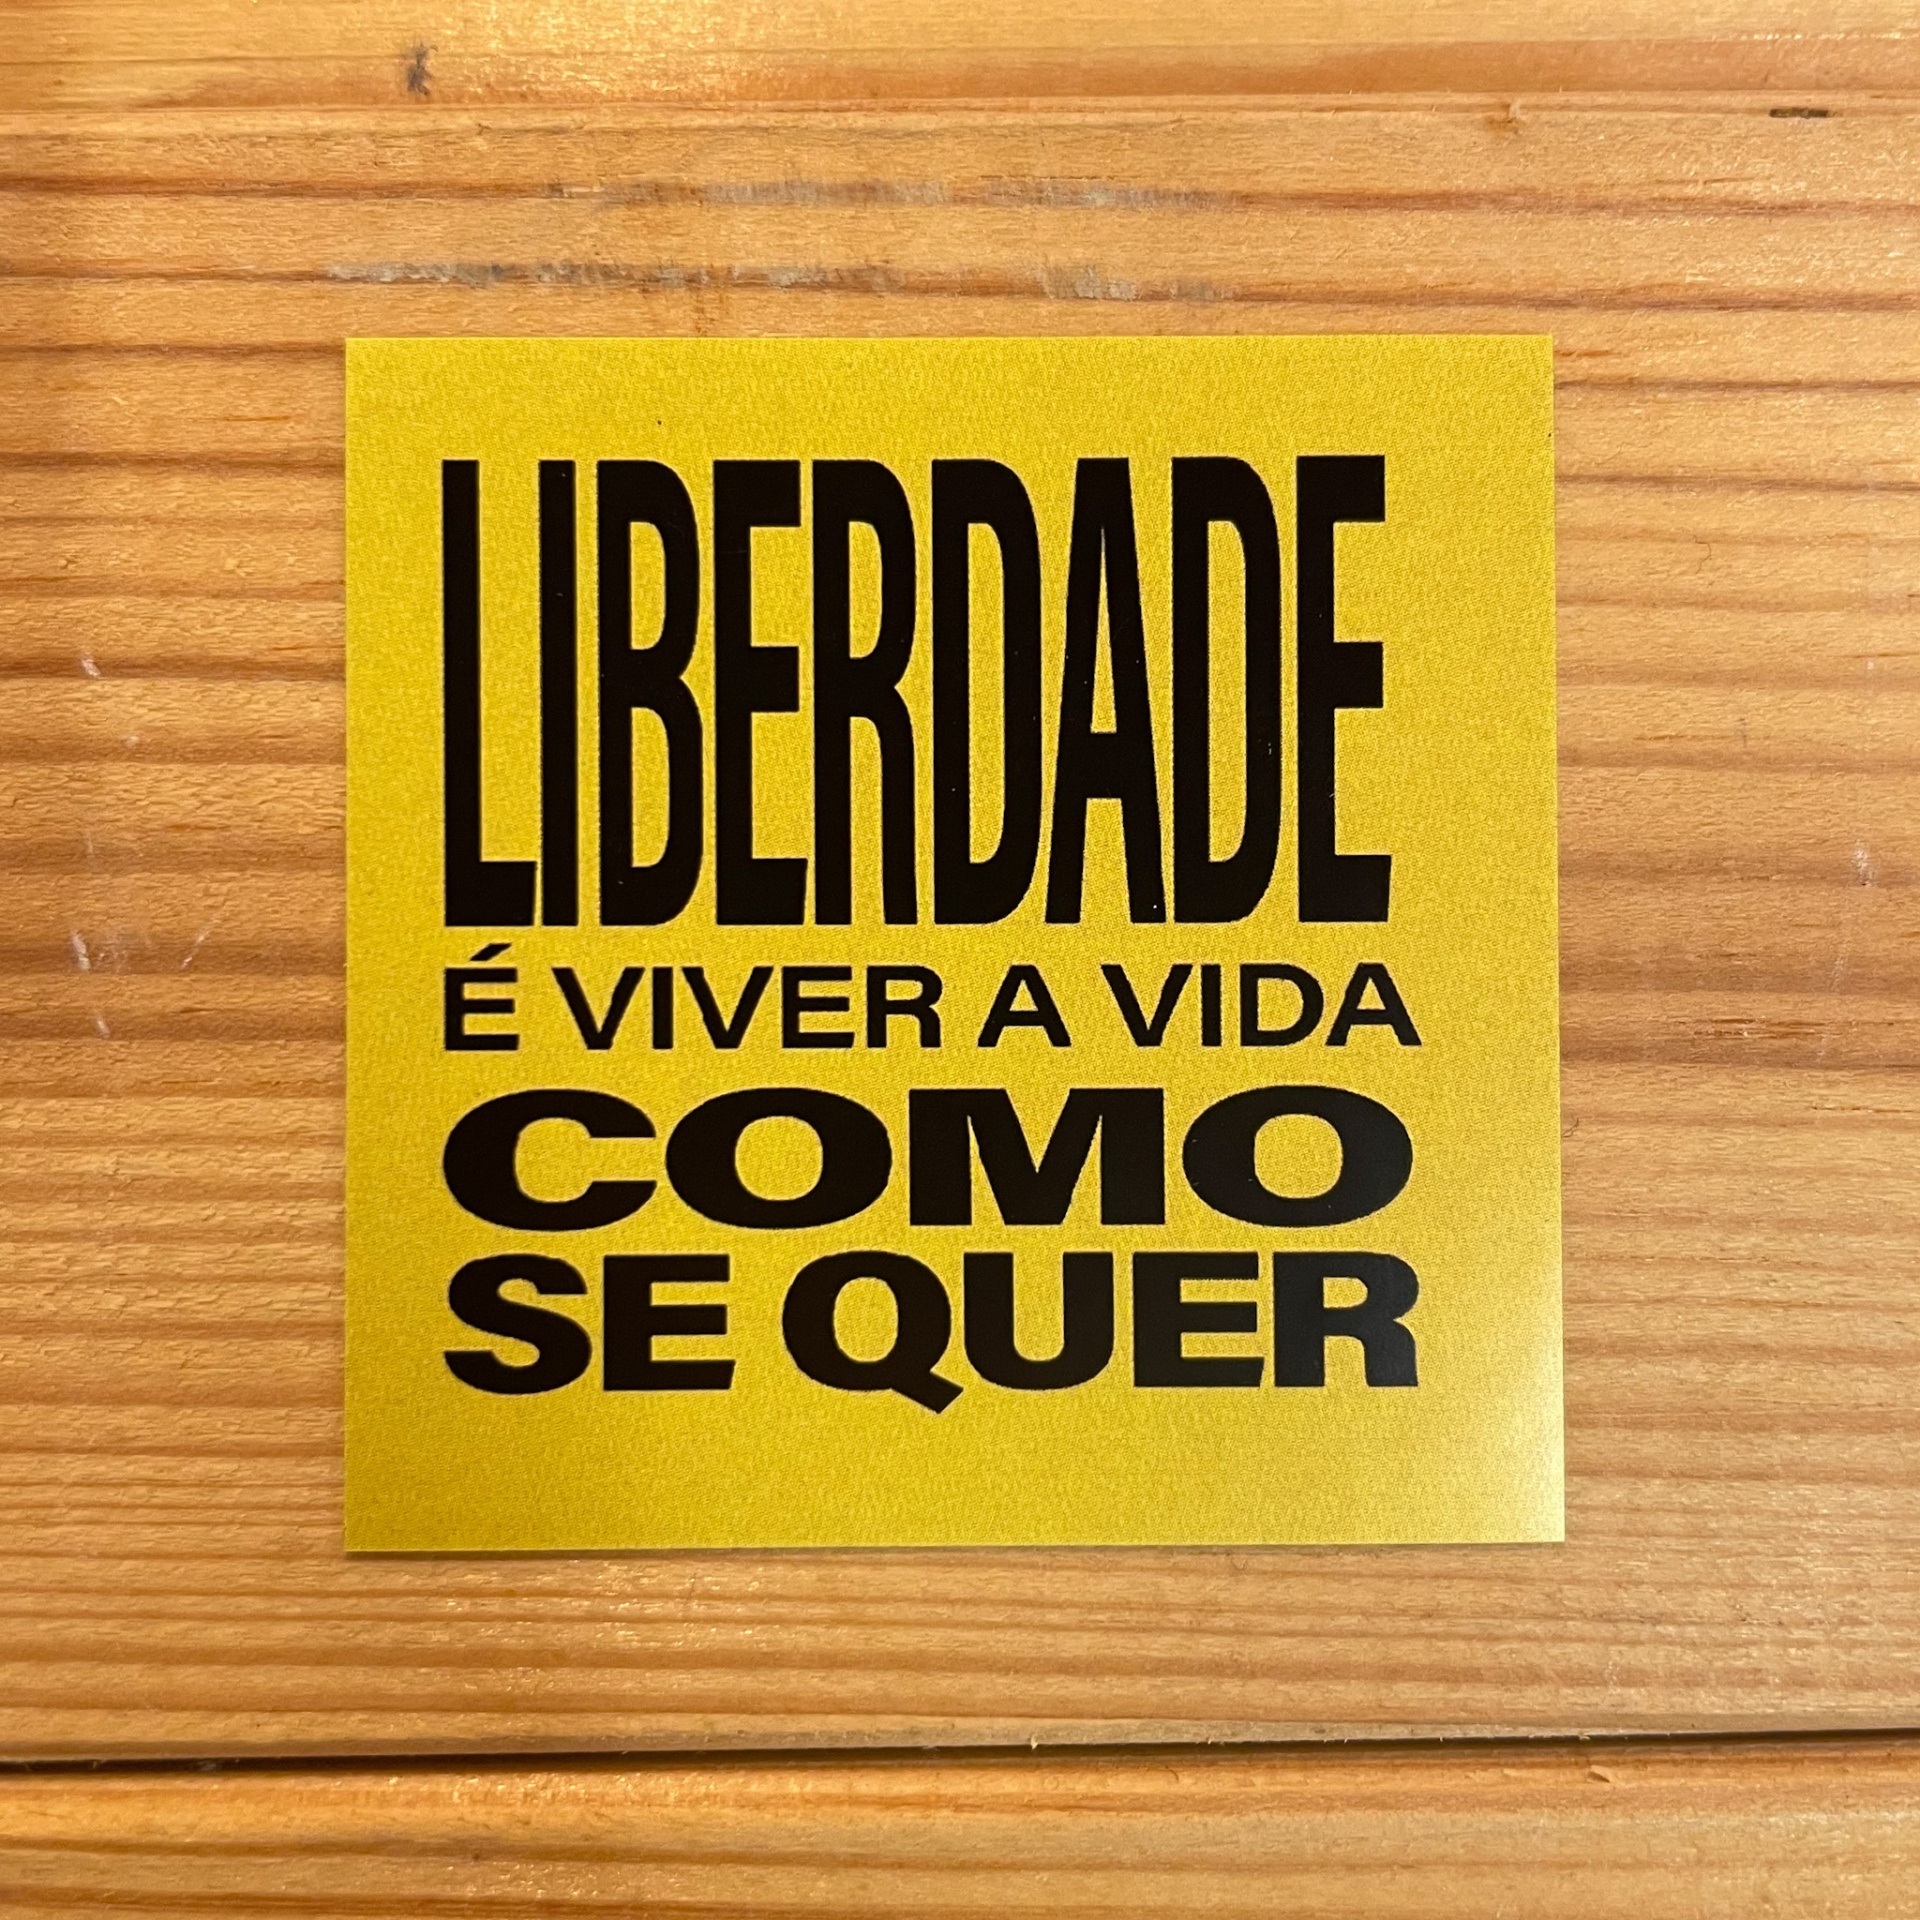 LIBERDADE
É VIVER A VIDA
COMO
SE QUER